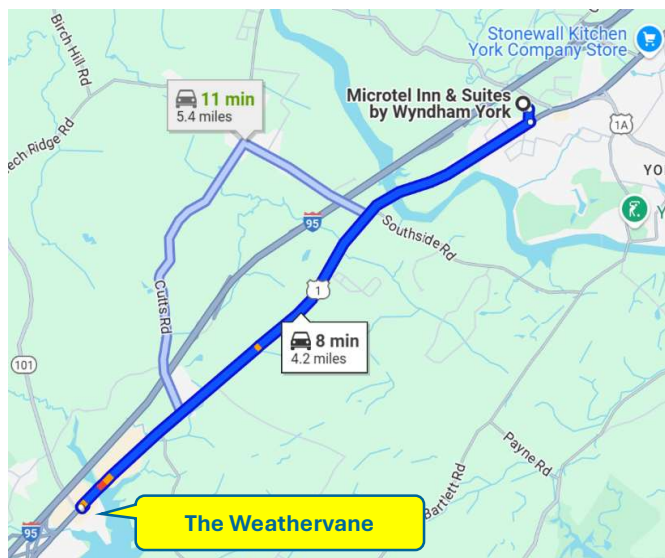 Birch Hill Rd
Stonewall Kitchen
York Company Store
11 min
5.4 miles
Microtel Inn & Suites
by Wyndham York
1A
ech Ridge Rd
YO
Y
95
Southside Rd
1
Cutts Rd
8 min
4.2 miles
101
Payne Rd
Bartlett Rd
The Weathervane
95